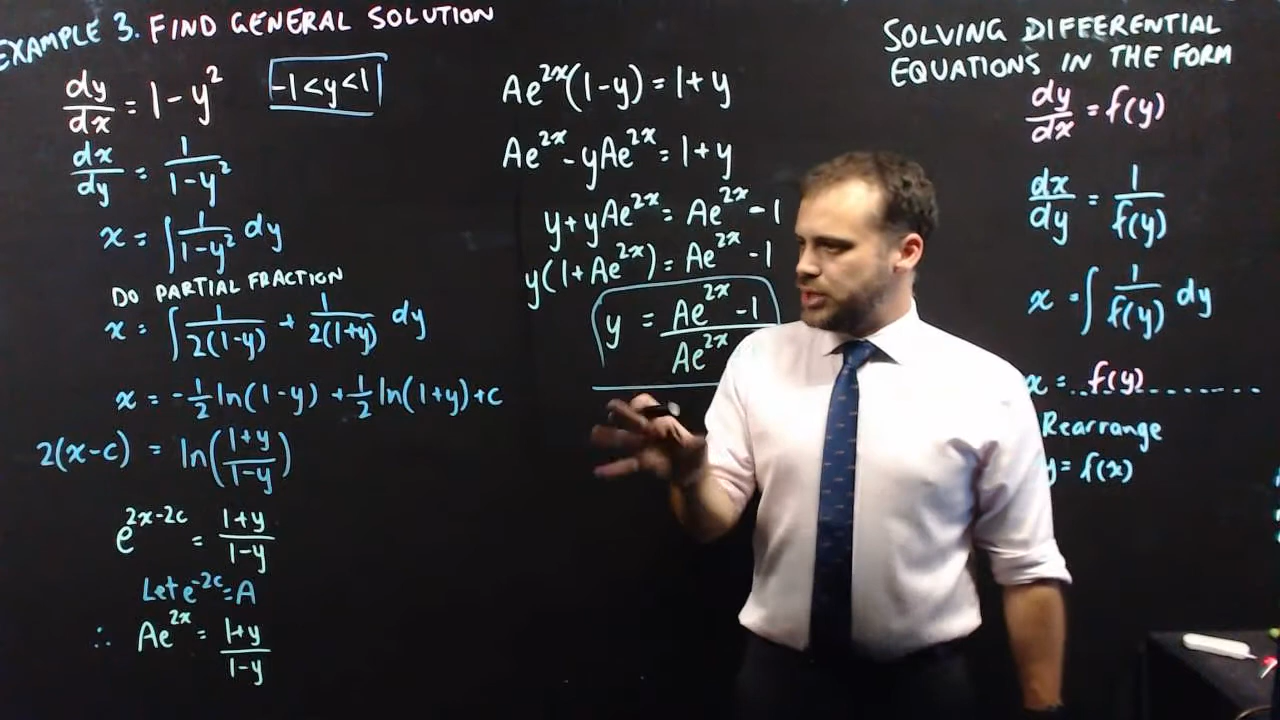 EXAMPLE 3. FIND GENERAL SOLUTION
dy/dx = 1-y²
-1<y<1
dx/dy = 1/(1-y²)
x = ∫ 1/(1-y²) dy
DO PARTIAL FRACTION
x = ∫ 1/(2(1-y)) + 1/(2(1+y)) dy
x = -1/2 ln(1-y) + 1/2 ln(1+y) + c
2(x-c) = ln((1+y)/(1-y))
e^(2x-2c) = (1+y)/(1-y)
Let e^(-2c) = A
∴ Ae^(2x) = (1+y)/(1-y)
Ae^(2x)(1-y) = 1+y
Ae^(2x) - yAe^(2x) = 1+y
y + yAe^(2x) = Ae^(2x) - 1
y(1+Ae^(2x)) = Ae^(2x) - 1
y = (Ae^(2x) - 1)/(Ae^(2x)
SOLVING DIFFERENTIAL
EQUATIONS IN THE FORM
dy/dx = f(y)
dx/dy = 1/f(y)
x = ∫ 1/f(y) dy
x = ..f(y)........
Rearrange
y = f(x)